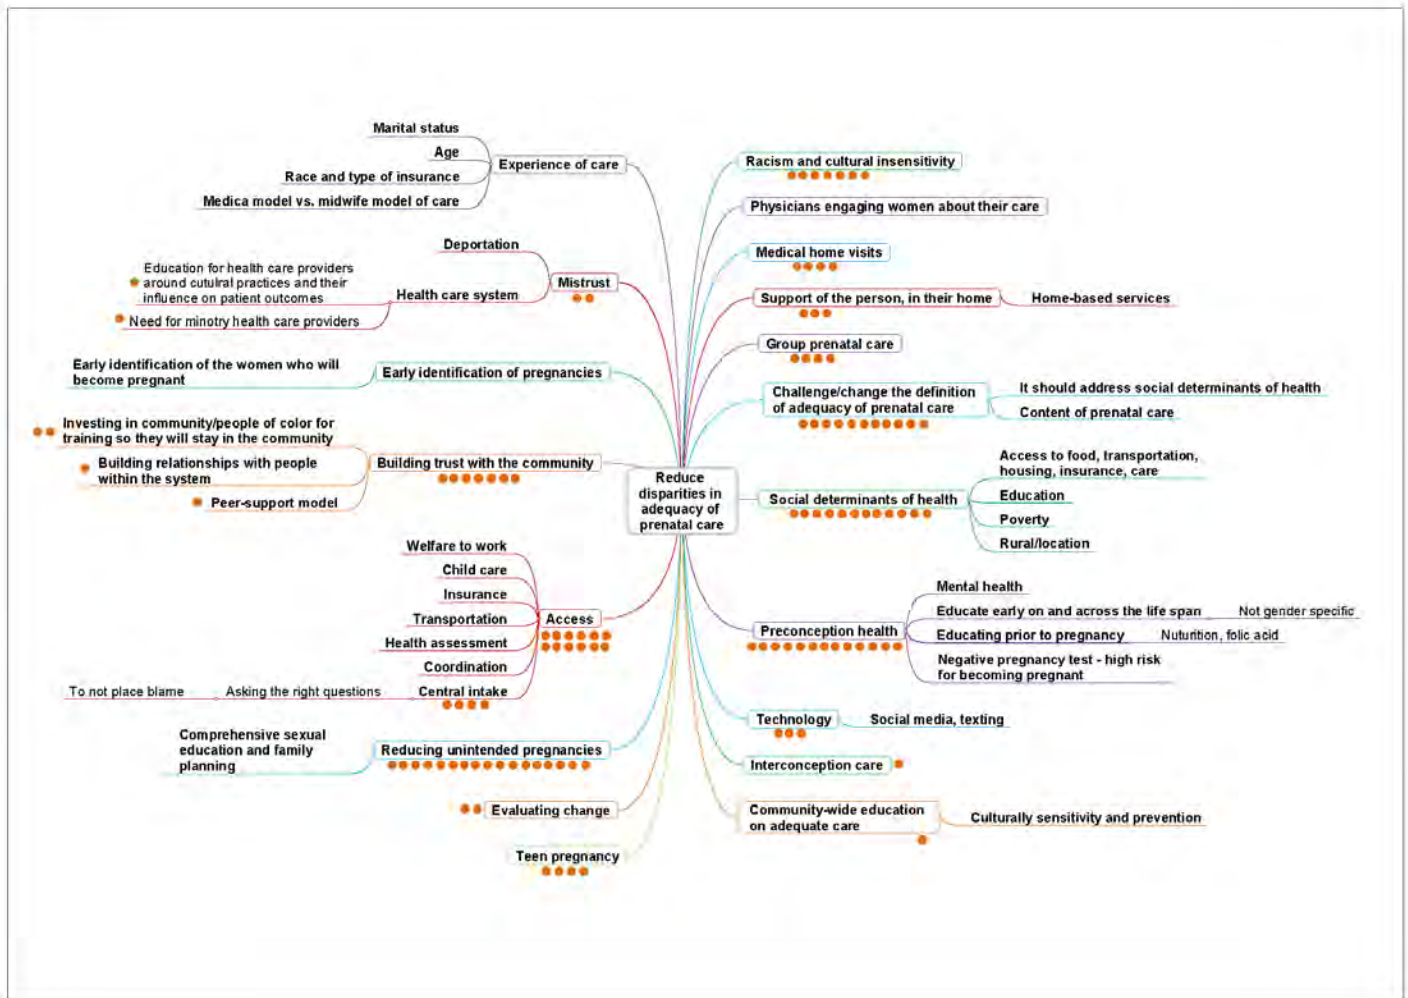 Marital status
Age
Race and type of insurance
Medica model vs. midwife model of care
Experience of care
Deportation
Education for health care providers
around cutulral practices and their
influence on patient outcomes
Need for minotry health care providers
Health care system
Mistrust
Early identification of the women who will
become pregnant
Early identification of pregnancies
Investing in community/people of color for
training so they will stay in the community
Building relationships with people
within the system
Peer-support model
Building trust with the community
Welfare to work
Child care
Insurance
Transportation
Health assessment
Coordination
To not place blame
Asking the right questions
Central intake
Access
Comprehensive sexual
education and family
planning
Reducing unintended pregnancies
Evaluating change
Teen pregnancy
Reduce
disparities in
adequacy of
prenatal care
Racism and cultural insensitivity
Physicians engaging women about their care
Medical home visits
Support of the person, in their home
Home-based services
Group prenatal care
Challenge/change the definition
of adequacy of prenatal care
It should address social determinants of health
Content of prenatal care
Social determinants of health
Access to food, transportation,
housing, insurance, care
Education
Poverty
Rural/location
Preconception health
Mental health
Educate early on and across the life span
Not gender specific
Educating prior to pregnancy
Nuturition, folic acid
Negative pregnancy test - high risk
for becoming pregnant
Technology
Social media, texting
Interconception care
Community-wide education
on adequate care
Culturally sensitivity and prevention